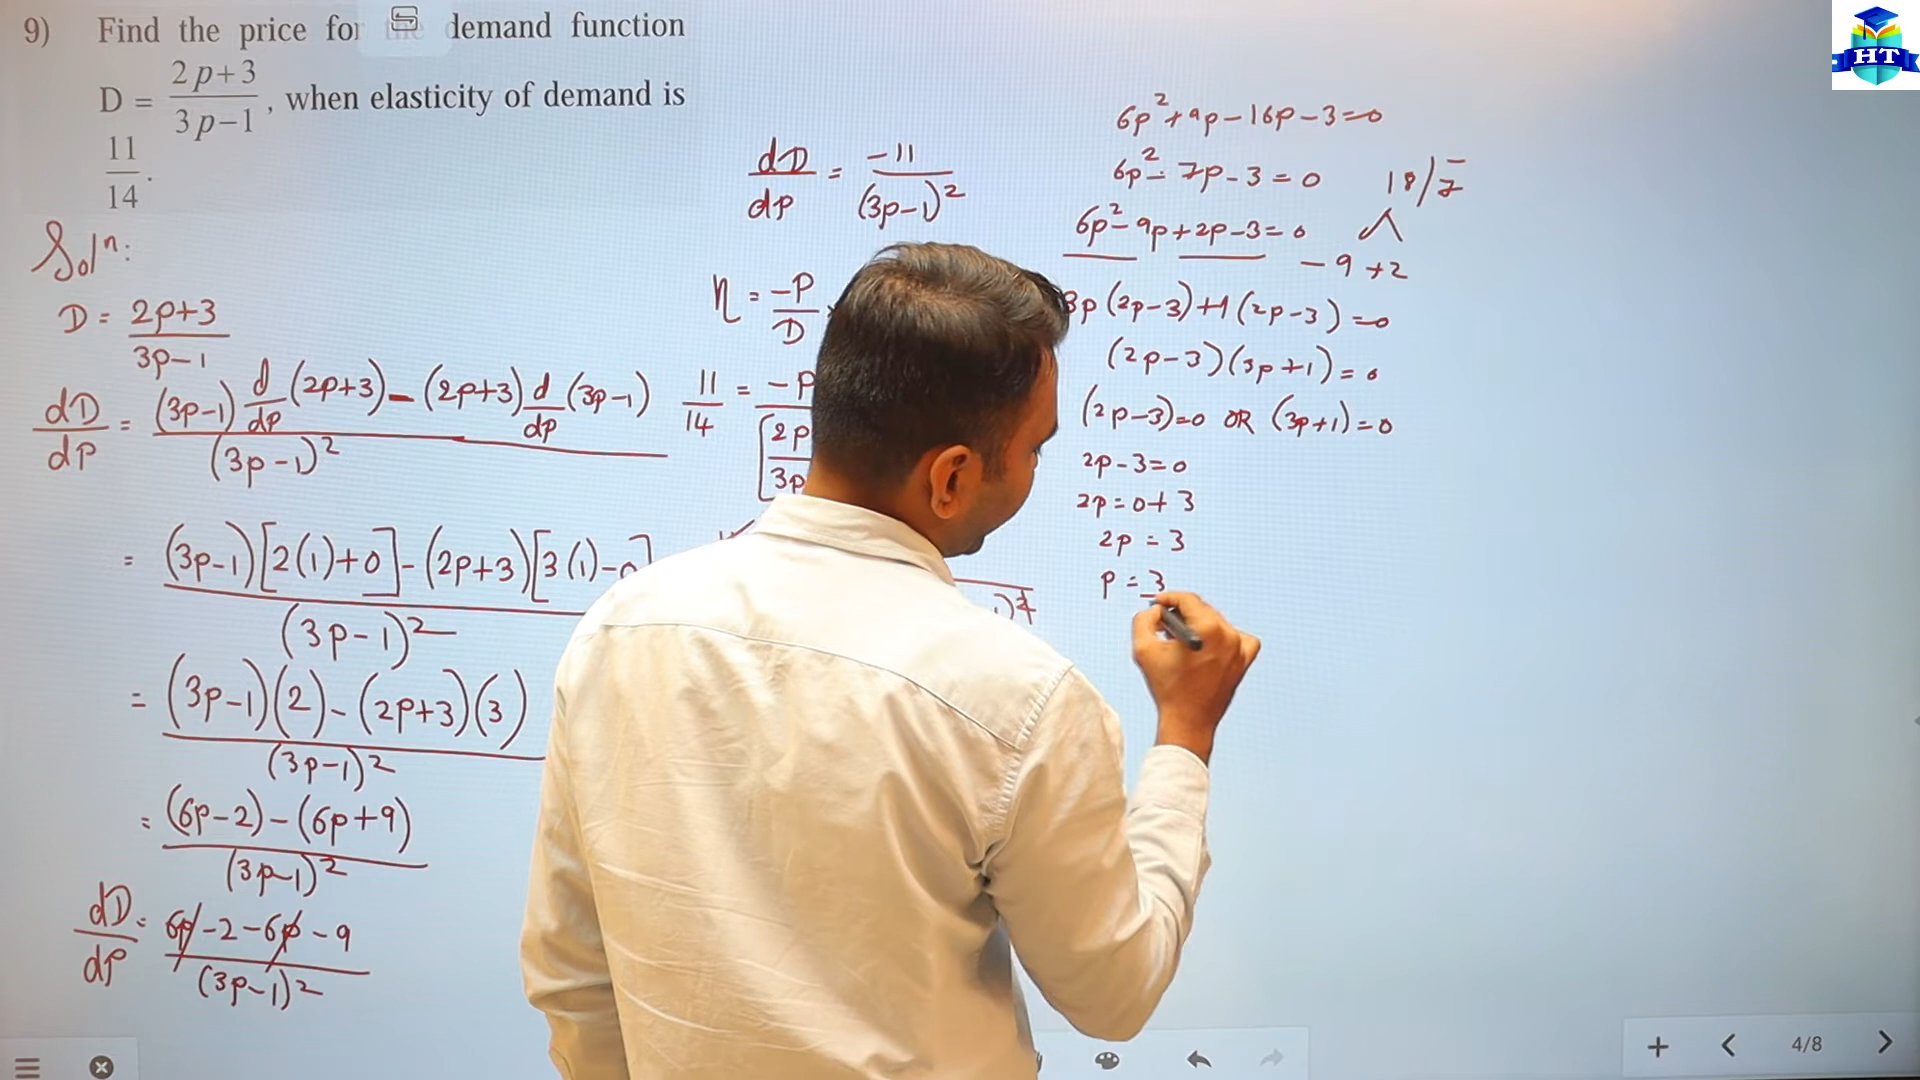 9) Find the price for the demand function
D = 2p+3 / 3p−1 , when elasticity of demand is
11/14 .
Solⁿ:
D = 2p+3 / 3p−1
dD/dp = (3p−1) d/dp (2p+3) − (2p+3) d/dp (3p−1) / (3p−1)²
= (3p−1)[2(1)+0] − (2p+3)[3(1)−0] / (3p−1)²
= (3p−1)(2) − (2p+3)(3) / (3p−1)²
= (6p−2) − (6p+9) / (3p−1)²
dD/dp = 6p −2 −6p −9 / (3p−1)²
dD/dp = −11 / (3p−1)²
η = −P/D
11/14 = −P
2p
3p
6p²+9p−16p−3=0
6p²−7p−3=0
18/7̄
6p²−9p+2p−3=0
−9 +2
3p(2p−3)+1(2p−3)=0
(2p−3)(3p+1)=0
(2p−3)=0 OR (3p+1)=0
2p−3=0
2p=0+3
2p=3
p=3
HT
4/8